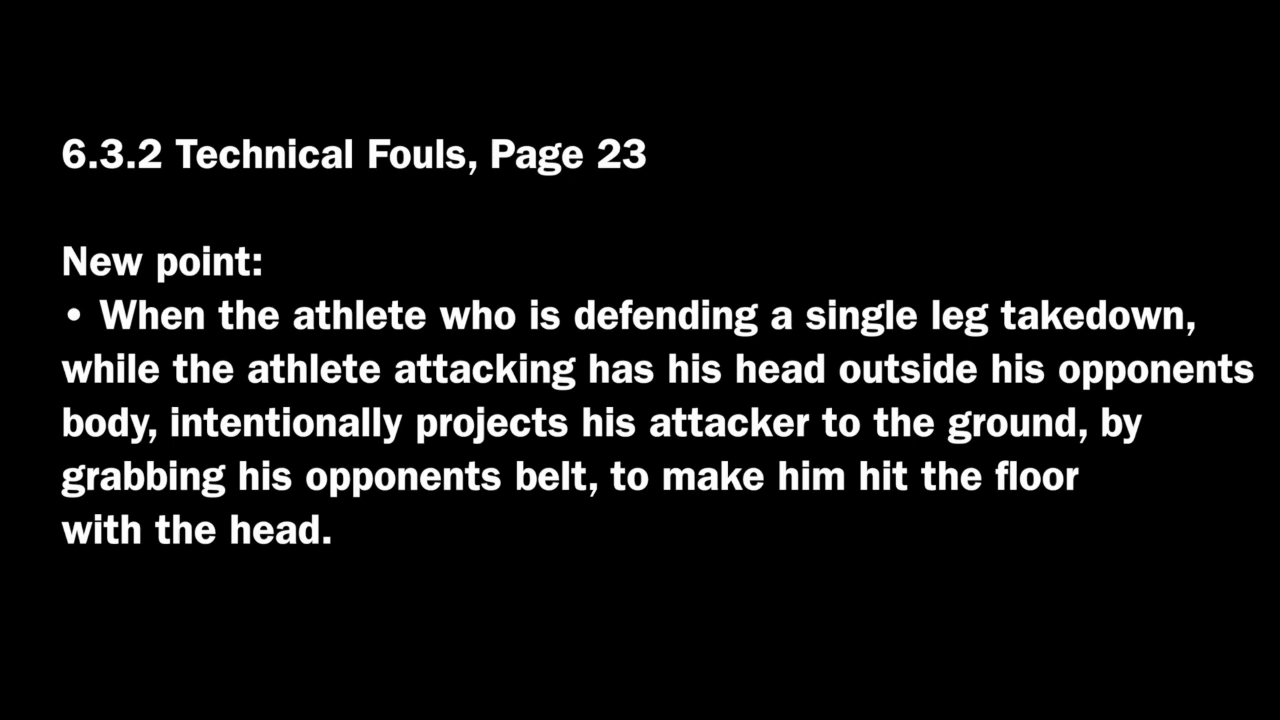 6.3.2 Technical Fouls, Page 23
New point:
• When the athlete who is defending a single leg takedown,
while the athlete attacking has his head outside his opponents
body, intentionally projects his attacker to the ground, by
grabbing his opponents belt, to make him hit the floor
with the head.